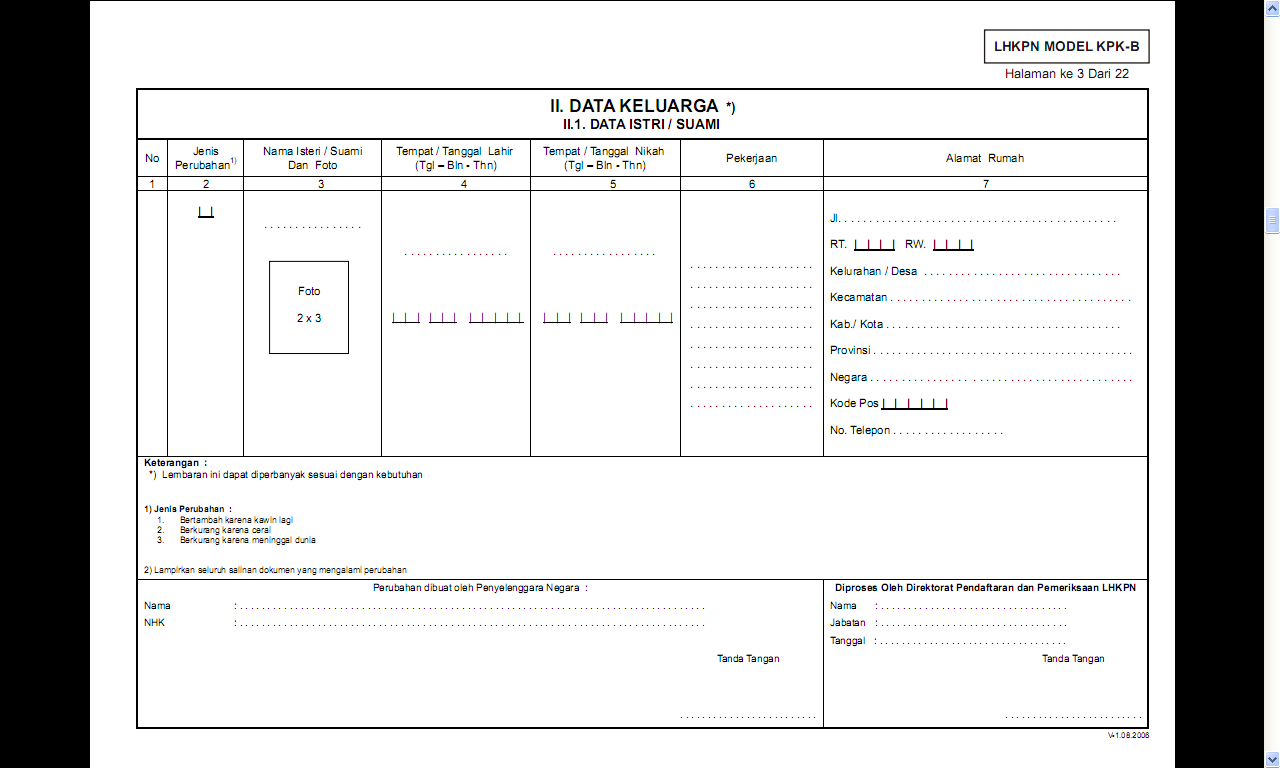 LHKPN MODEL KPK-B
Halaman ke 3 Dari 22
II. DATA KELUARGA *)
II.1. DATA ISTRI / SUAMI
No
Jenis
Perubahan1)
Nama Isteri / Suami
Dan Foto
Tempat / Tanggal Lahir
(Tgl – Bln - Thn)
Tempat / Tanggal Nikah
(Tgl – Bln - Thn)
Pekerjaan
Alamat Rumah
1 2 3 4 5 6 7
Foto
2 x 3
Jl. . . . . . . . . . . . . . . . . . . . . . . . . . . . . . . . . . . . . . . . . . . .
RT. RW.
Kelurahan / Desa . . . . . . . . . . . . . . . . . . . . . . . . . . . . . . .
Kecamatan . . . . . . . . . . . . . . . . . . . . . . . . . . . . . . . . . . . . . .
Kab./ Kota . . . . . . . . . . . . . . . . . . . . . . . . . . . . . . . . . . . . .
Provinsi . . . . . . . . . . . . . . . . . . . . . . . . . . . . . . . . . . . . . . . . .
Negara . . . . . . . . . . . . . . . . . . . . . . . . . . . . . . . . . . . . . . . . .
Kode Pos
No. Telepon . . . . . . . . . . . . . . . . . .
Keterangan :
*) Lembaran ini dapat diperbanyak sesuai dengan kebutuhan
1) Jenis Perubahan :
1. Bertambah karena kawin lagi
2. Berkurang karena cerai
3. Berkurang karena meninggal dunia
2) Lampirkan seluruh salinan dokumen yang mengalami perubahan
Perubahan dibuat oleh Penyelenggara Negara :
Nama : . . . . . . . . . . . . . . . . . . . . . . . . . . . . . . . . . . . . . . . .
NHK : . . . . . . . . . . . . . . . . . . . . . . . . . . . . . . . . . . . . . . . .
Tanda Tangan
. . . . . . . . . . . . . . . . . . . . . . . .
Diproses Oleh Direktorat Pendaftaran dan Pemeriksaan LHKPN
Nama : . . . . . . . . . . . . . . . . . . . . . . . . . . . . . .
Jabatan : . . . . . . . . . . . . . . . . . . . . . . . . . . . . . .
Tanggal : . . . . . . . . . . . . . . . . . . . . . . . . . . . . . .
Tanda Tangan
. . . . . . . . . . . . . . . . . . . . . . . .
V41.08.2006